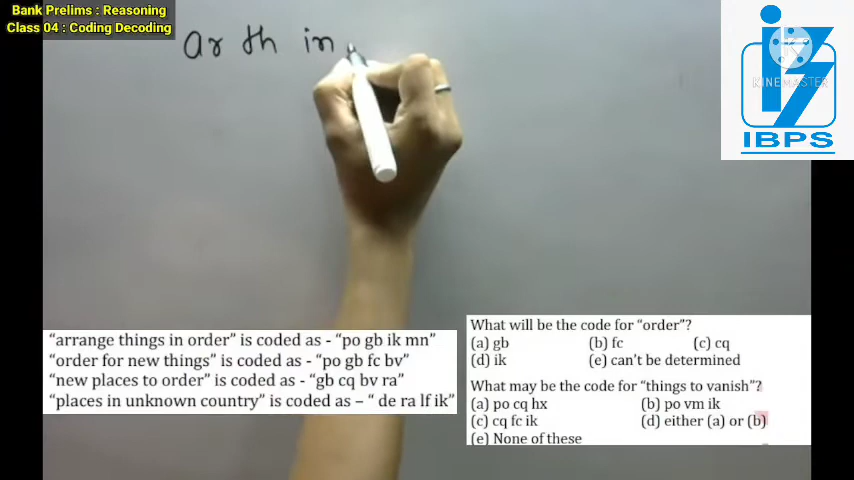 Bank Prelims : Reasoning
Class 04 : Coding Decoding
ar th in
KINEMASTER
IBPS
“arrange things in order” is coded as - “po gb ik mn”
“order for new things” is coded as - “po gb fc bv”
“new places to order” is coded as - “gb cq bv ra”
“places in unknown country” is coded as – “ de ra lf ik”
What will be the code for “order”?
(a) gb (b) fc (c) cq
(d) ik (e) can’t be determined
What may be the code for “things to vanish”?
(a) po cq hx (b) po vm ik
(c) cq fc ik (d) either (a) or (b)
(e) None of these